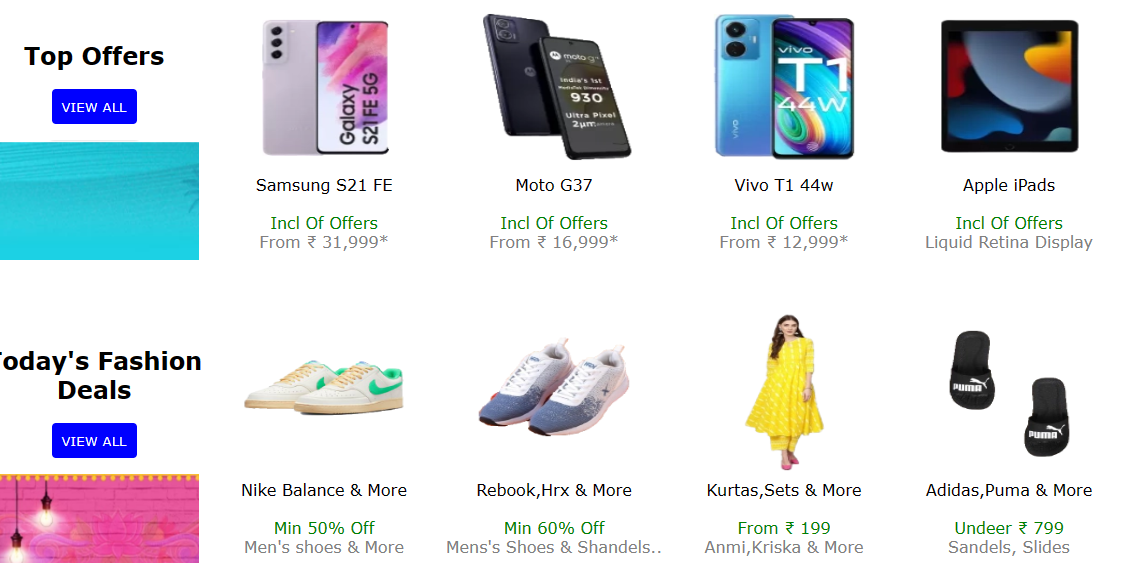 Top Offers
VIEW ALL
Galaxy
S21 FE 5G
moto g
India's 1st
MediaTek Dimensity
930
Ultra Pixel
2μm
vivo
T1
44W
vivo
Samsung S21 FE
Moto G37
Vivo T1 44w
Apple iPads
Incl Of Offers
Incl Of Offers
Incl Of Offers
Incl Of Offers
From ₹ 31,999*
From ₹ 16,999*
From ₹ 12,999*
Liquid Retina Display
Today's Fashion
Deals
VIEW ALL
PUMA
PUMA
Nike Balance & More
Rebook,Hrx & More
Kurtas,Sets & More
Adidas,Puma & More
Min 50% Off
Min 60% Off
From ₹ 199
Undeer ₹ 799
Men's shoes & More
Mens's Shoes & Shandels..
Anmi,Kriska & More
Sandels, Slides